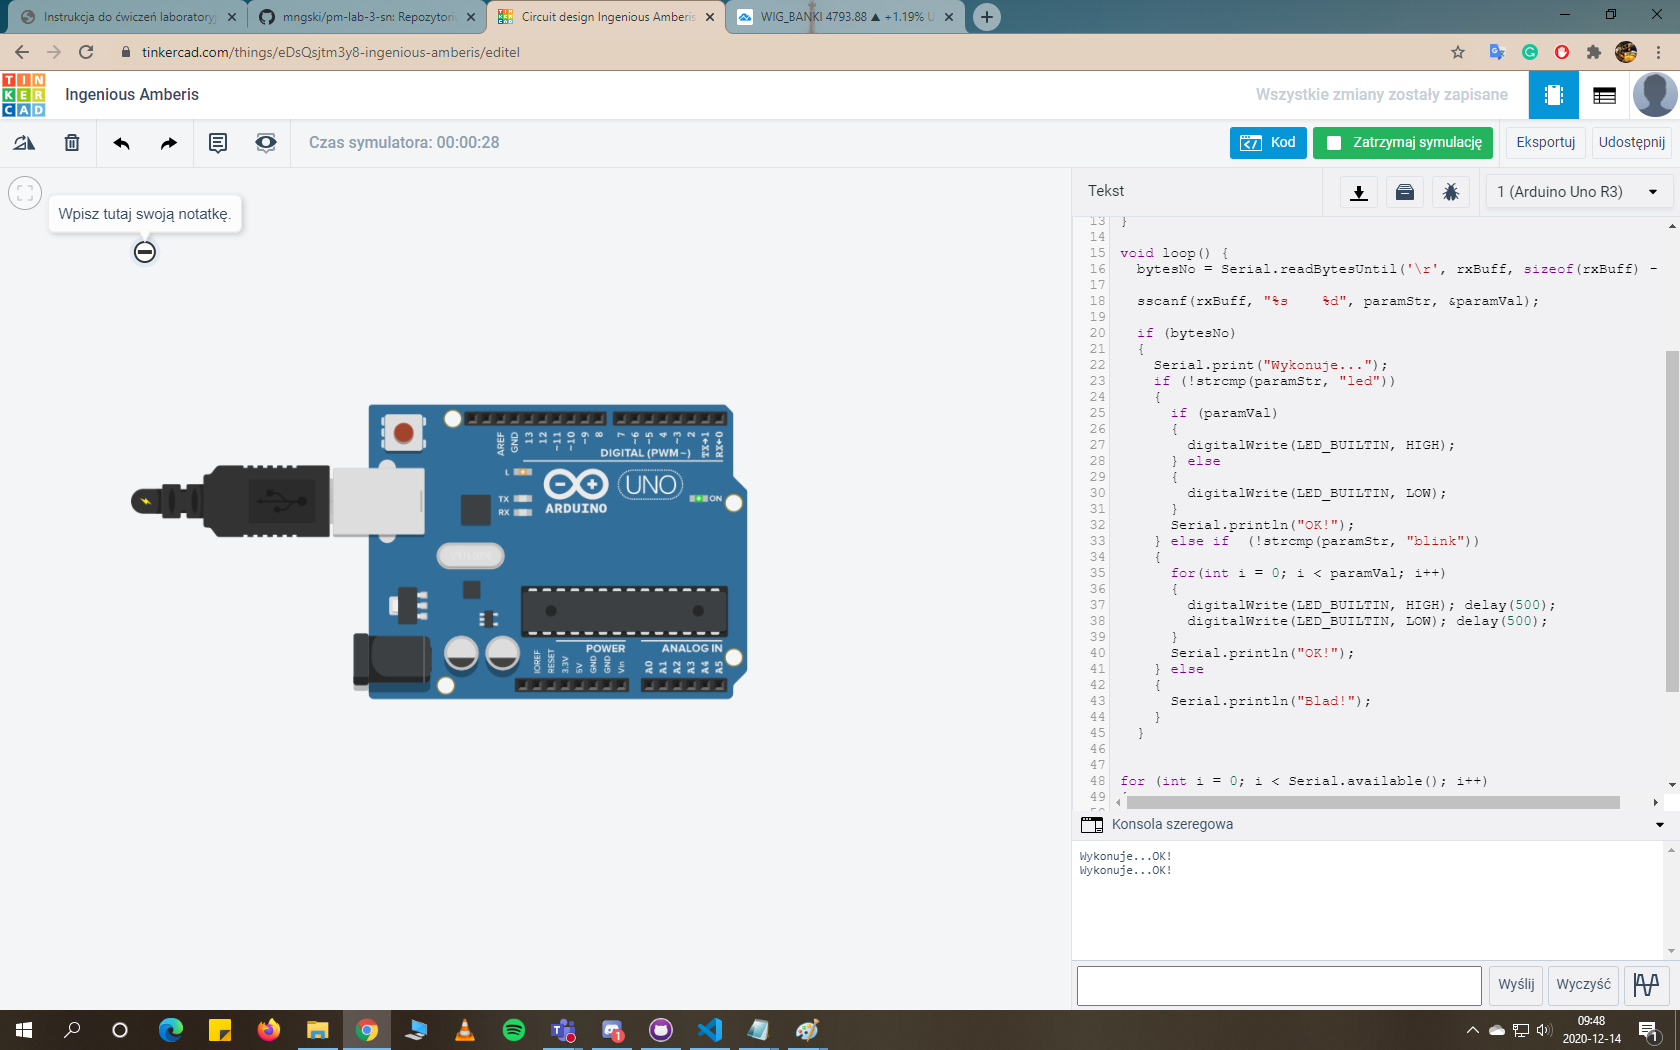 Instrukcja do ćwiczeń laboratoryj
mngski/pm-lab-3-sn: Repozytori
Circuit design Ingenious Amberis
WIG_BANKI 4793.88 ▲ +1.19% U
tinkercad.com/things/eDsQsjtm3y8-ingenious-amberis/editel
TIN
KER
CAD
Ingenious Amberis
Wszystkie zmiany zostały zapisane
Czas symulatora: 00:00:28
Kod
Zatrzymaj symulację
Eksportuj
Udostępnij
Wpisz tutaj swoją notatkę.
Tekst
1 (Arduino Uno R3)
13 }
14
15 void loop() {
16 bytesNo = Serial.readBytesUntil('\r', rxBuff, sizeof(rxBuff) -
17
18 sscanf(rxBuff, "%s    %d", paramStr, &paramVal);
19
20 if (bytesNo)
21 {
22 Serial.print("Wykonuje...");
23 if (!strcmp(paramStr, "led"))
24 {
25 if (paramVal)
26 {
27 digitalWrite(LED_BUILTIN, HIGH);
28 } else
29 {
30 digitalWrite(LED_BUILTIN, LOW);
31 }
32 Serial.println("OK!");
33 } else if  (!strcmp(paramStr, "blink"))
34 {
35 for(int i = 0; i < paramVal; i++)
36 {
37 digitalWrite(LED_BUILTIN, HIGH); delay(500);
38 digitalWrite(LED_BUILTIN, LOW); delay(500);
39 }
40 Serial.println("OK!");
41 } else
42 {
43 Serial.println("Blad!");
44 }
45 }
46
47
48 for (int i = 0; i < Serial.available(); i++)
49
AREF
GND
13
12
~11
~10
~9
8
7
~6
~5
4
~3
2
TX→1
RX←0
DIGITAL (PWM~)
L
TX
RX
ARDUINO
UNO
ON
POWER
ANALOG IN
IOREF
RESET
3.3V
5V
GND
GND
Vin
A0
A1
A2
A3
A4
A5
Konsola szeregowa
Wykonuje...OK!
Wykonuje...OK!
Wyślij
Wyczyść
1
09:48
2020-12-14
1